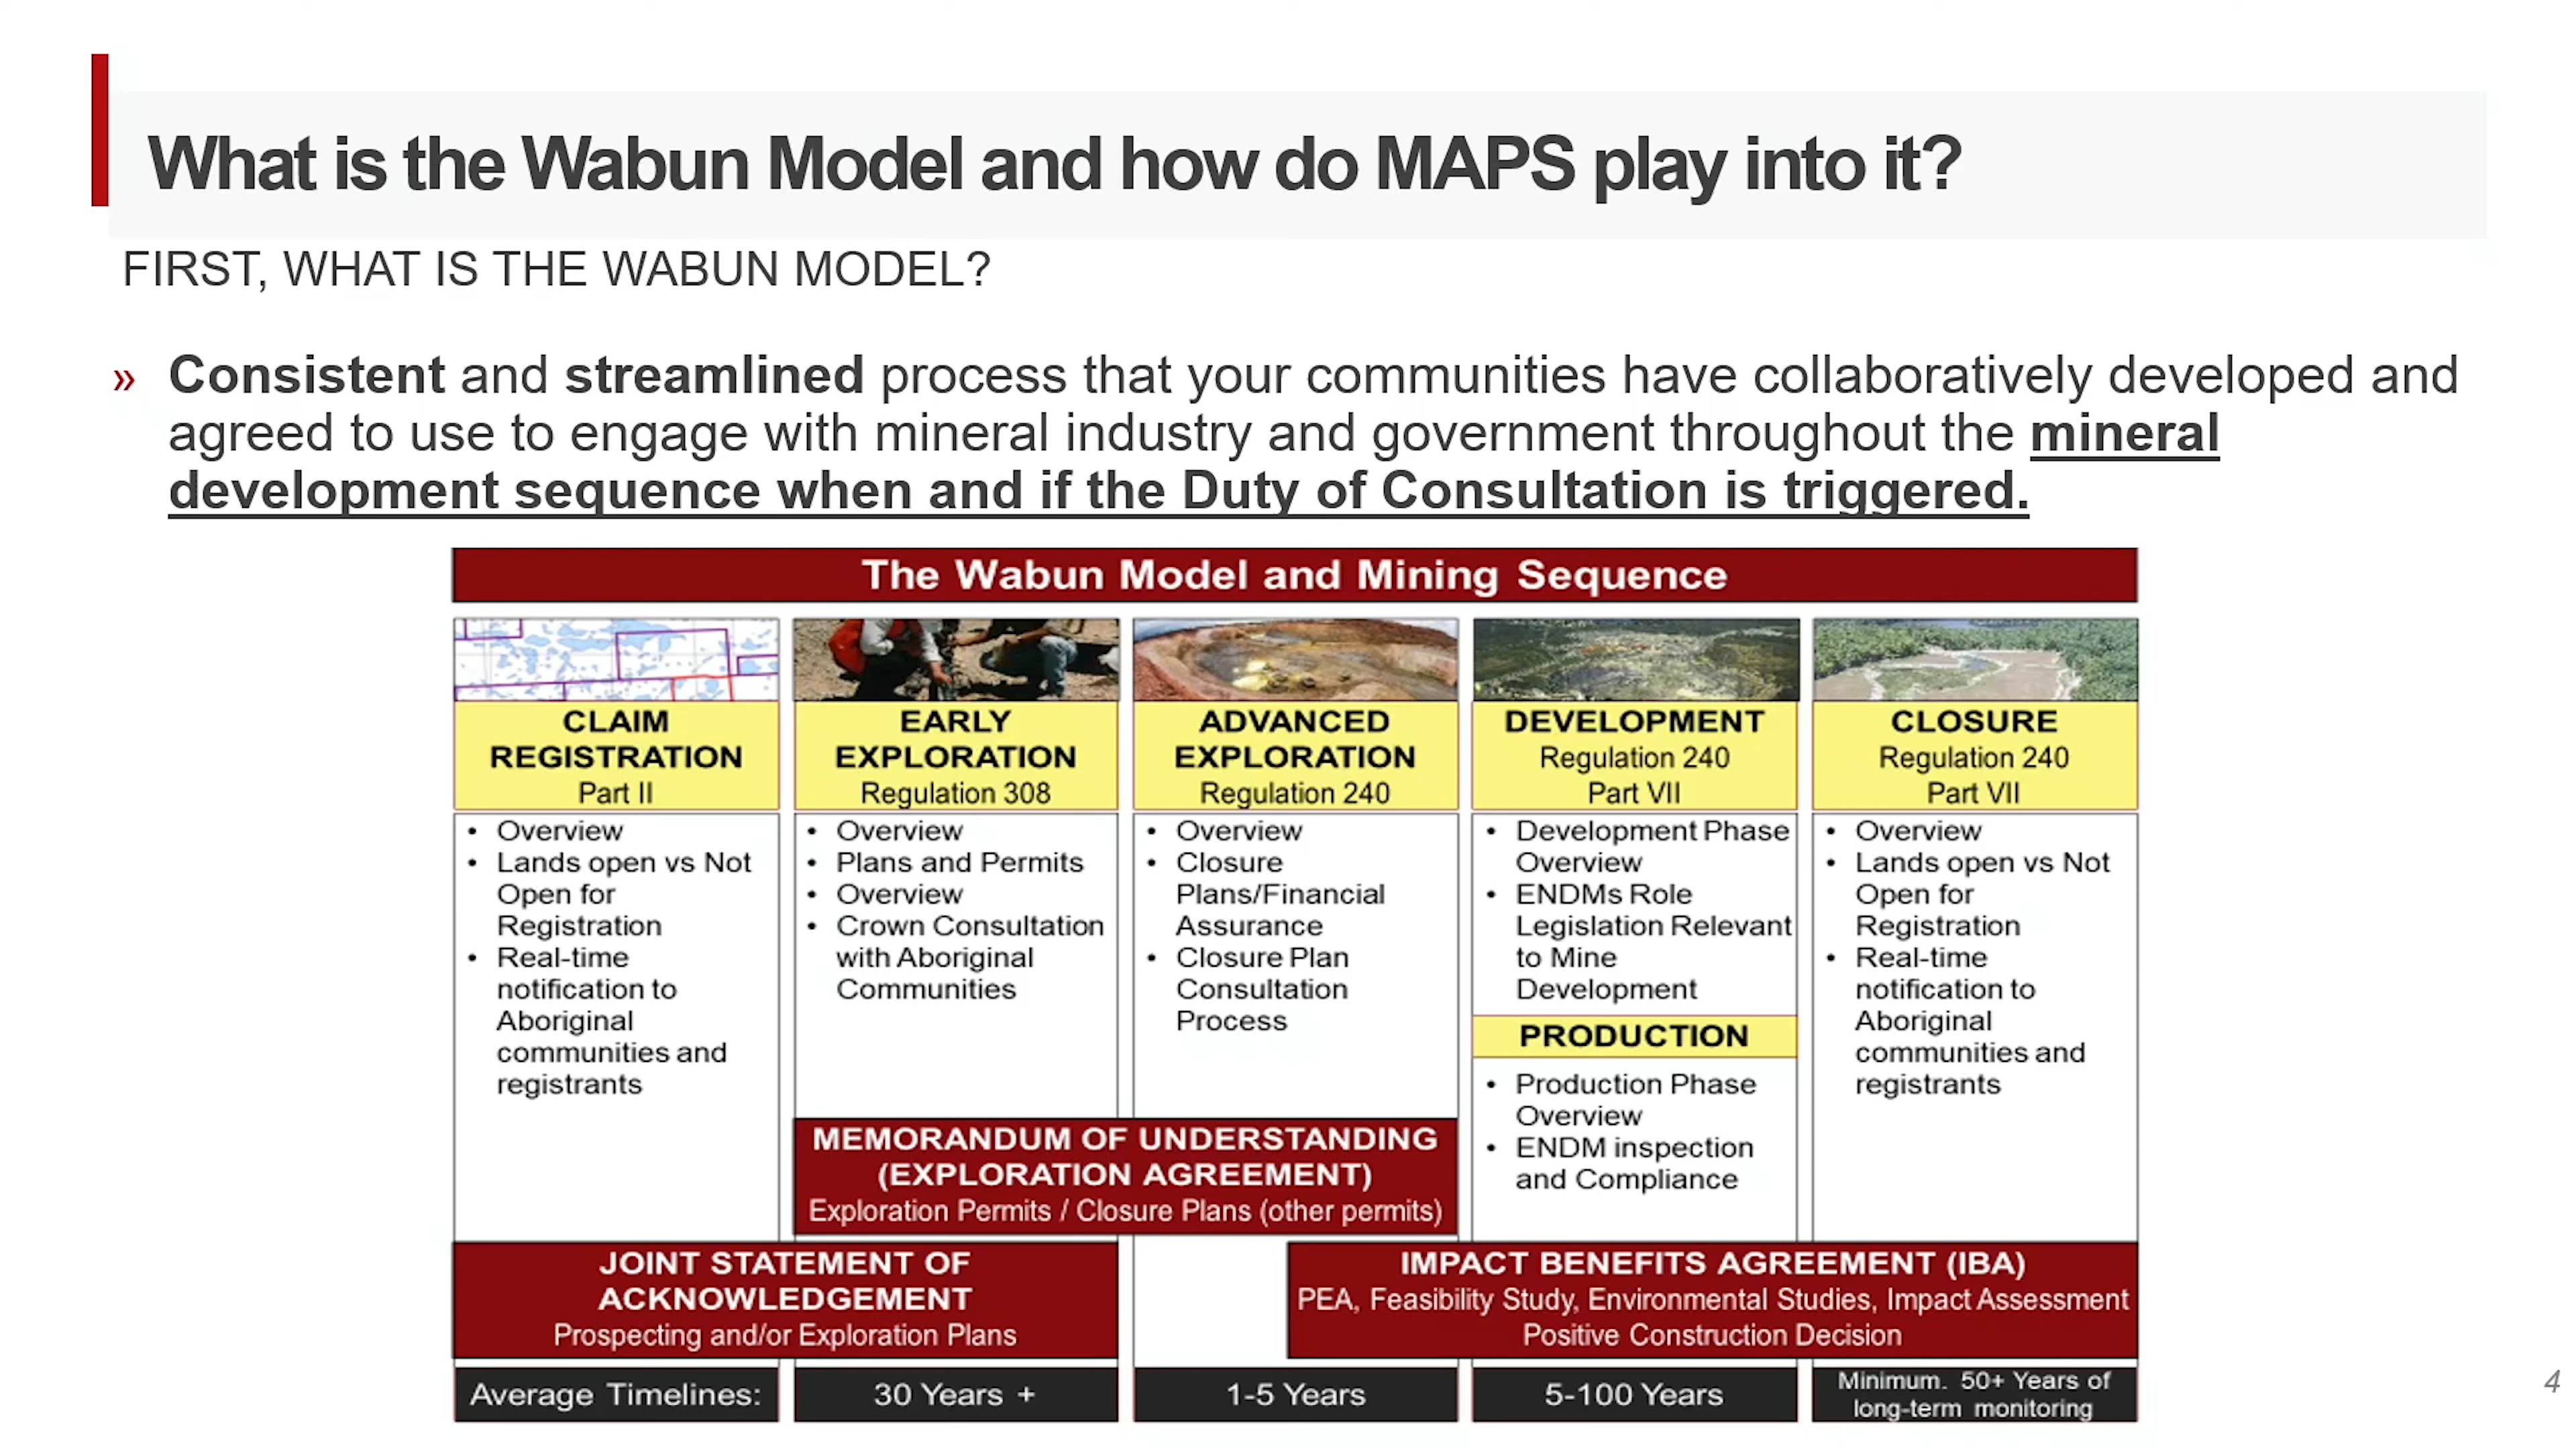 What is the Wabun Model and how do MAPS play into it?
FIRST, WHAT IS THE WABUN MODEL?
» Consistent and streamlined process that your communities have collaboratively developed and
agreed to use to engage with mineral industry and government throughout the mineral
development sequence when and if the Duty of Consultation is triggered.
The Wabun Model and Mining Sequence
CLAIM
REGISTRATION
Part II
• Overview
• Lands open vs Not
Open for
Registration
• Real-time
notification to
Aboriginal
communities and
registrants
EARLY
EXPLORATION
Regulation 308
• Overview
• Plans and Permits
• Overview
• Crown Consultation
with Aboriginal
Communities
ADVANCED
EXPLORATION
Regulation 240
• Overview
• Closure
Plans/Financial
Assurance
• Closure Plan
Consultation
Process
DEVELOPMENT
Regulation 240
Part VII
• Development Phase
Overview
• ENDMs Role
Legislation Relevant
to Mine
Development
PRODUCTION
• Production Phase
Overview
• ENDM inspection
and Compliance
CLOSURE
Regulation 240
Part VII
• Overview
• Lands open vs Not
Open for
Registration
• Real-time
notification to
Aboriginal
communities and
registrants
MEMORANDUM OF UNDERSTANDING
(EXPLORATION AGREEMENT)
Exploration Permits / Closure Plans (other permits)
JOINT STATEMENT OF
ACKNOWLEDGEMENT
Prospecting and/or Exploration Plans
IMPACT BENEFITS AGREEMENT (IBA)
PEA, Feasibility Study, Environmental Studies, Impact Assessment
Positive Construction Decision
Average Timelines:
30 Years +
1-5 Years
5-100 Years
Minimum. 50+ Years of
long-term monitoring
4